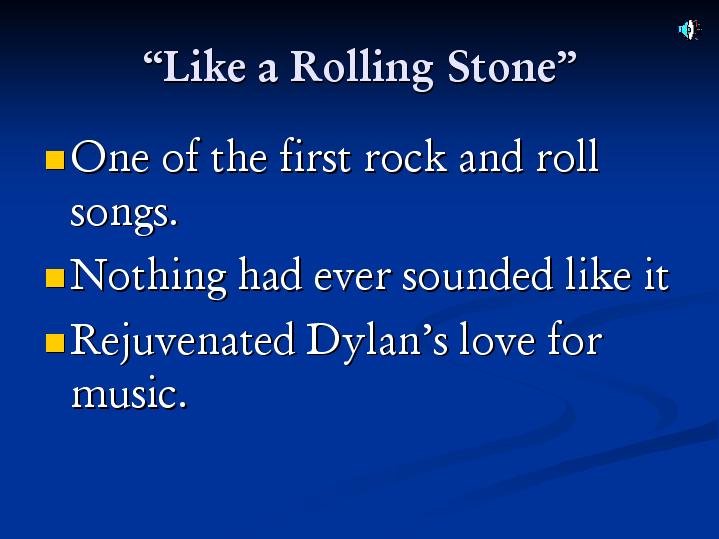 “Like a Rolling Stone”
One of the first rock and roll
songs.
Nothing had ever sounded like it
Rejuvenated Dylan’s love for
music.